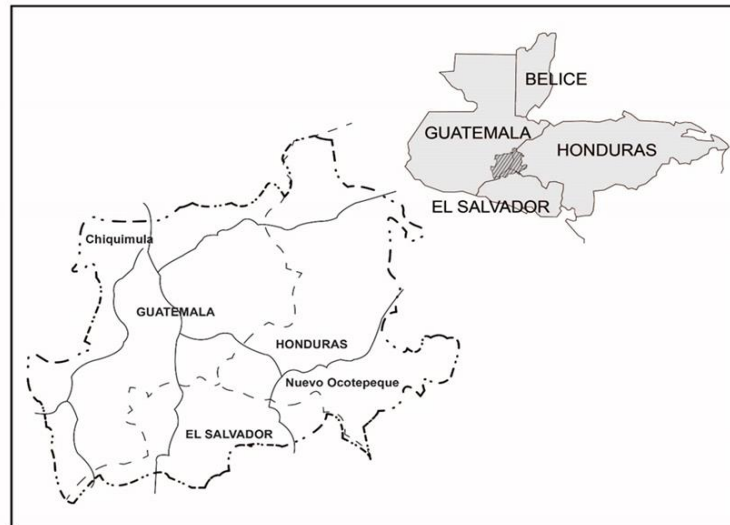 BELICE
GUATEMALA
HONDURAS
EL SALVADOR
Chiquimula
GUATEMALA
HONDURAS
Nuevo Ocotepeque
EL SALVADOR